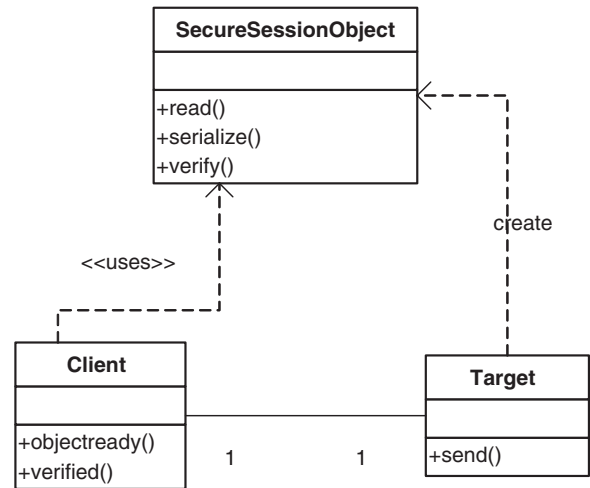 SecureSessionObject
+read()
+serialize()
+verify()
create
<<uses>>
Client
+objectready()
+verified()
Target
+send()
1
1